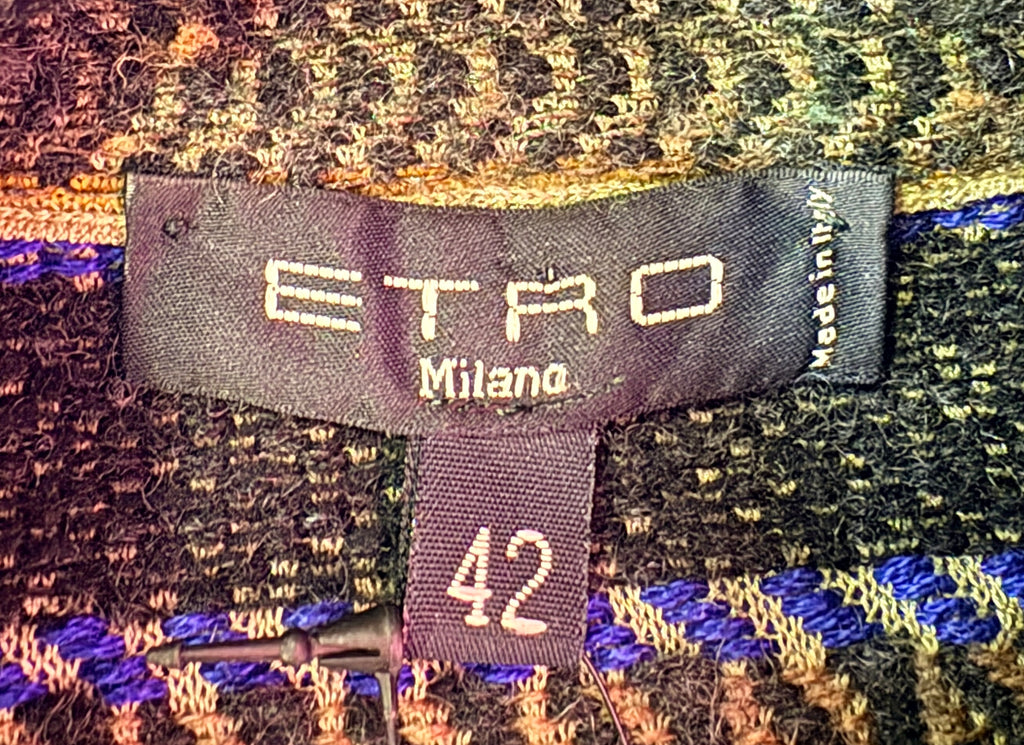 ETRO
Milano
Made in Italy
42